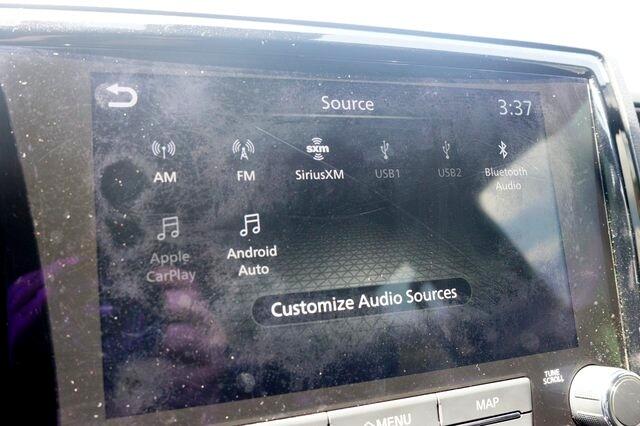 Source
3:37
AM
FM
sxm
SiriusXM
USB1
USB2
Bluetooth
Audio
Apple
CarPlay
Android
Auto
Customize Audio Sources
TUNE
SCROLL
MENU
MAP